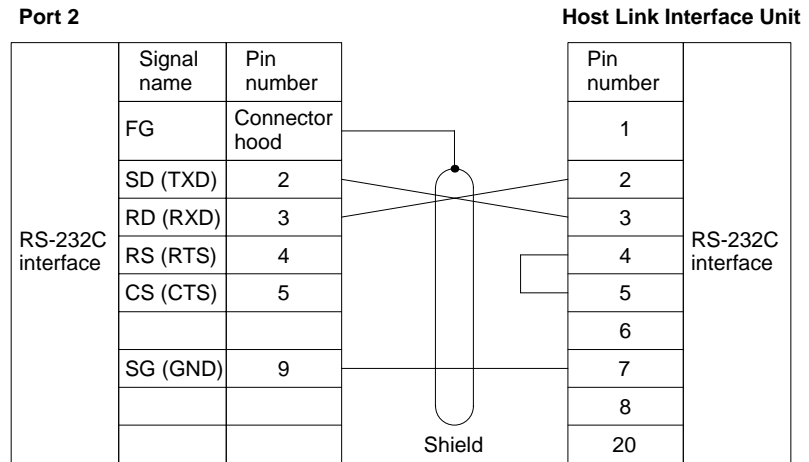 Port 2
Host Link Interface Unit
Signal name
Pin number
Pin number
FG
Connector hood
1
SD (TXD)
2
2
RD (RXD)
3
3
RS-232C interface
RS (RTS)
4
4
RS-232C interface
CS (CTS)
5
5
6
SG (GND)
9
7
8
Shield
20